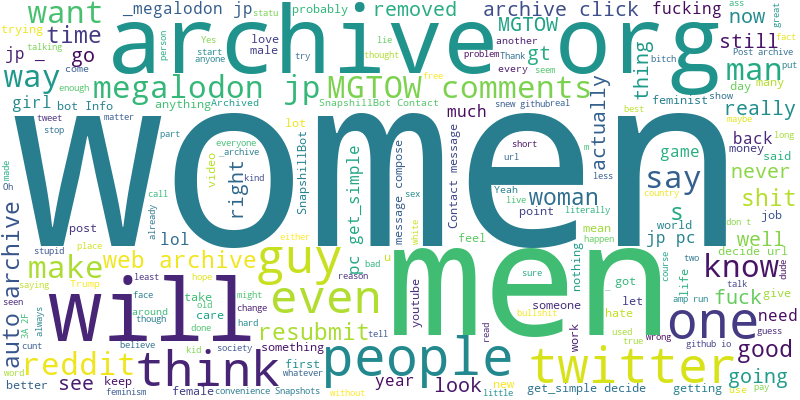 want
_megalodon jp
statu
probably
removed
archive click
fucking
ass
now
great
trying
talking
time
person
Yes
start
anyone
love
male
try
lie
thought
MGTOW
another
problem
Thank
every
seem
gt
still
fact
jp _
go
archive org
thing
man
Post archive
put
way
come
enough
megalodon jp
MGTOW comments
day
many
bitch
girl
bot Info
anything
Archived
free
SnapshillBot Contact
snew github
real
feminist
show
really
tweet
stop
matter
part
everyone
_archive
kind
lot
SnapshillBot
much
short
url
m
less
actually
best
maybe
long
back
money
said
never
made
Oh
women
call
already
right
video
sex
pc get_simple
message compose
white
Contact message
Yeah
live
point
literally
woman
game
say
country
world
don t
shit
job
auto archive
post
lol
place
stupid
web archive
either
guy
feel
men
mean
happen
s
jp pc
well
decide url
make
saying
Trump
least
hope
reason
bad
u
sure
nothing
_ got
life
course
two
know
talk
dude
seen
3A 2F
always
will
face
around
though
take
old
care
done
might
change
hard
even
resubmit
tell
youtube
read
someone
bullshit
let
hate
used
true
wrong
one
fuck
amp run
give
need
guess
github io
reddit
cunt
word
believe
think
kid
society
something
first
whatever
people
work
twitter
good
going
better
see
keep
feminism
female
convenience Snapshots
year
without
look
new
little
get_simple decide
getting
bse
pay